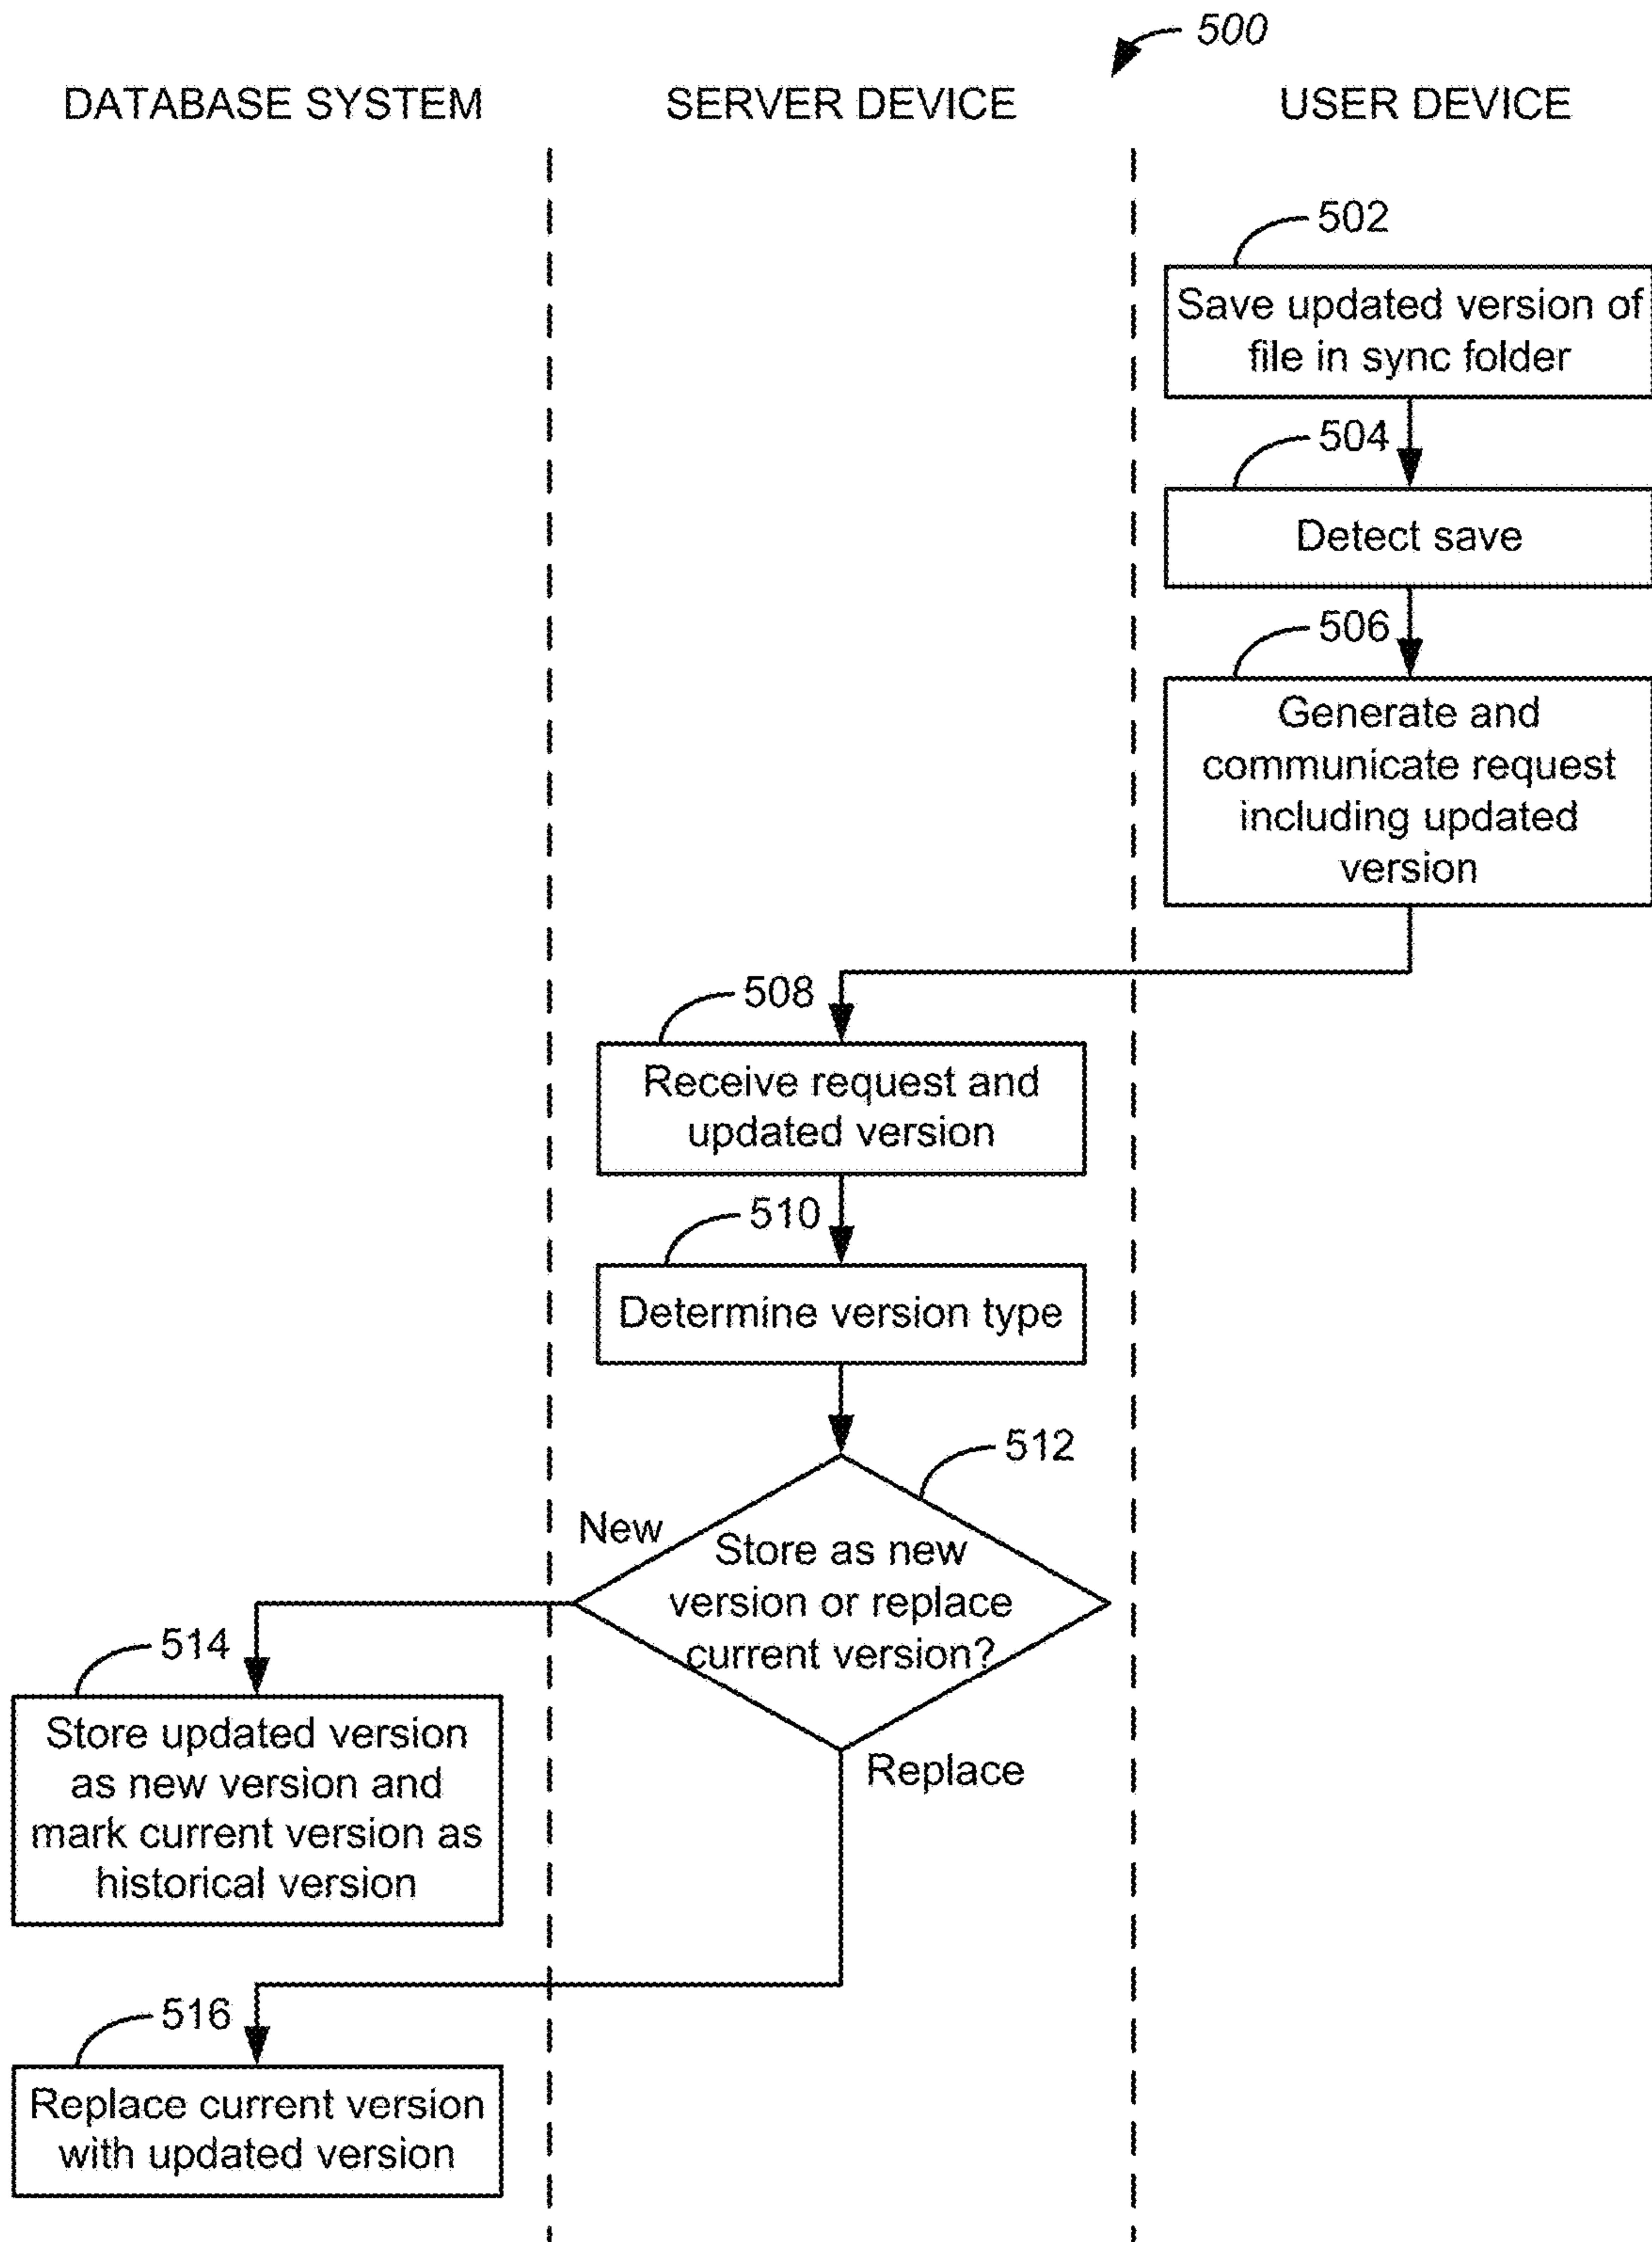 500
DATABASE SYSTEM
SERVER DEVICE
USER DEVICE
502
Save updated version of
file in sync folder
504
Detect save
506
Generate and
communicate request
including updated
version
508
Receive request and
updated version
510
Determine version type
512
New
Store as new
version or replace
current version?
Replace
514
Store updated version
as new version and
mark current version as
historical version
516
Replace current version
with updated version